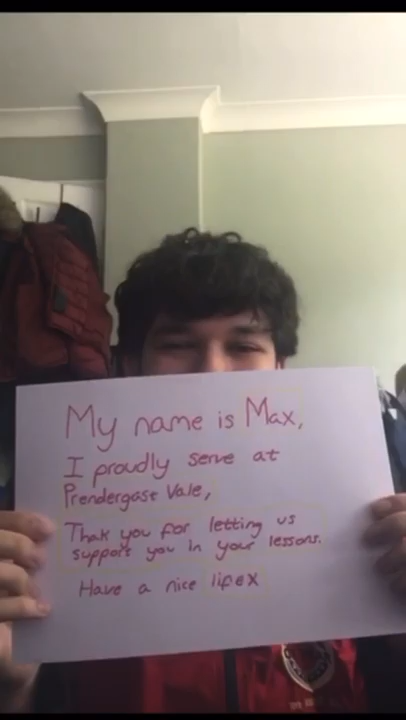 My name is Max,
I proudly serve at
Prendergast Vale,
Thak you for letting us
support you in your lessons.
Have a nice life x